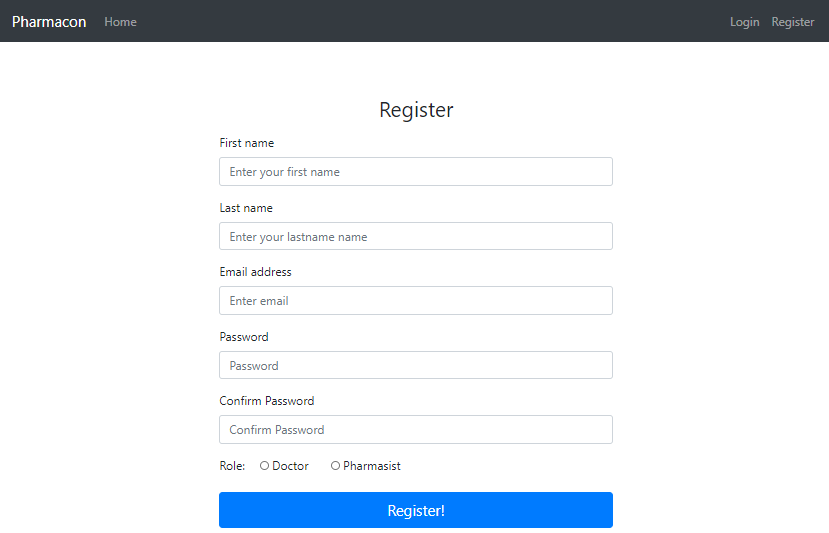 Pharmacon Home Login Register
Register
First name
Enter your first name
Last name
Enter your lastname name
Email address
Enter email
Password
Password
Confirm Password
Confirm Password
Role: Doctor Pharmasist
Register!